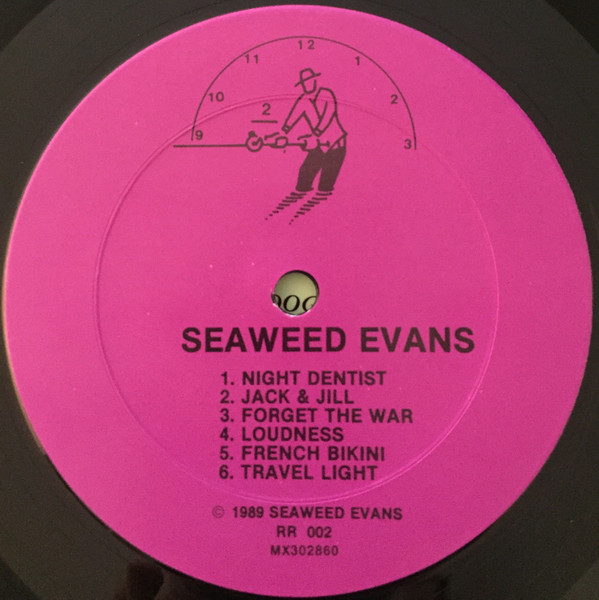 12
11
1
10
2
2
9
3
SEAWEED EVANS
1. NIGHT DENTIST
2. JACK & JILL
3. FORGET THE WAR
4. LOUDNESS
5. FRENCH BIKINI
6. TRAVEL LIGHT
© 1989 SEAWEED EVANS
RR 002
MX302860